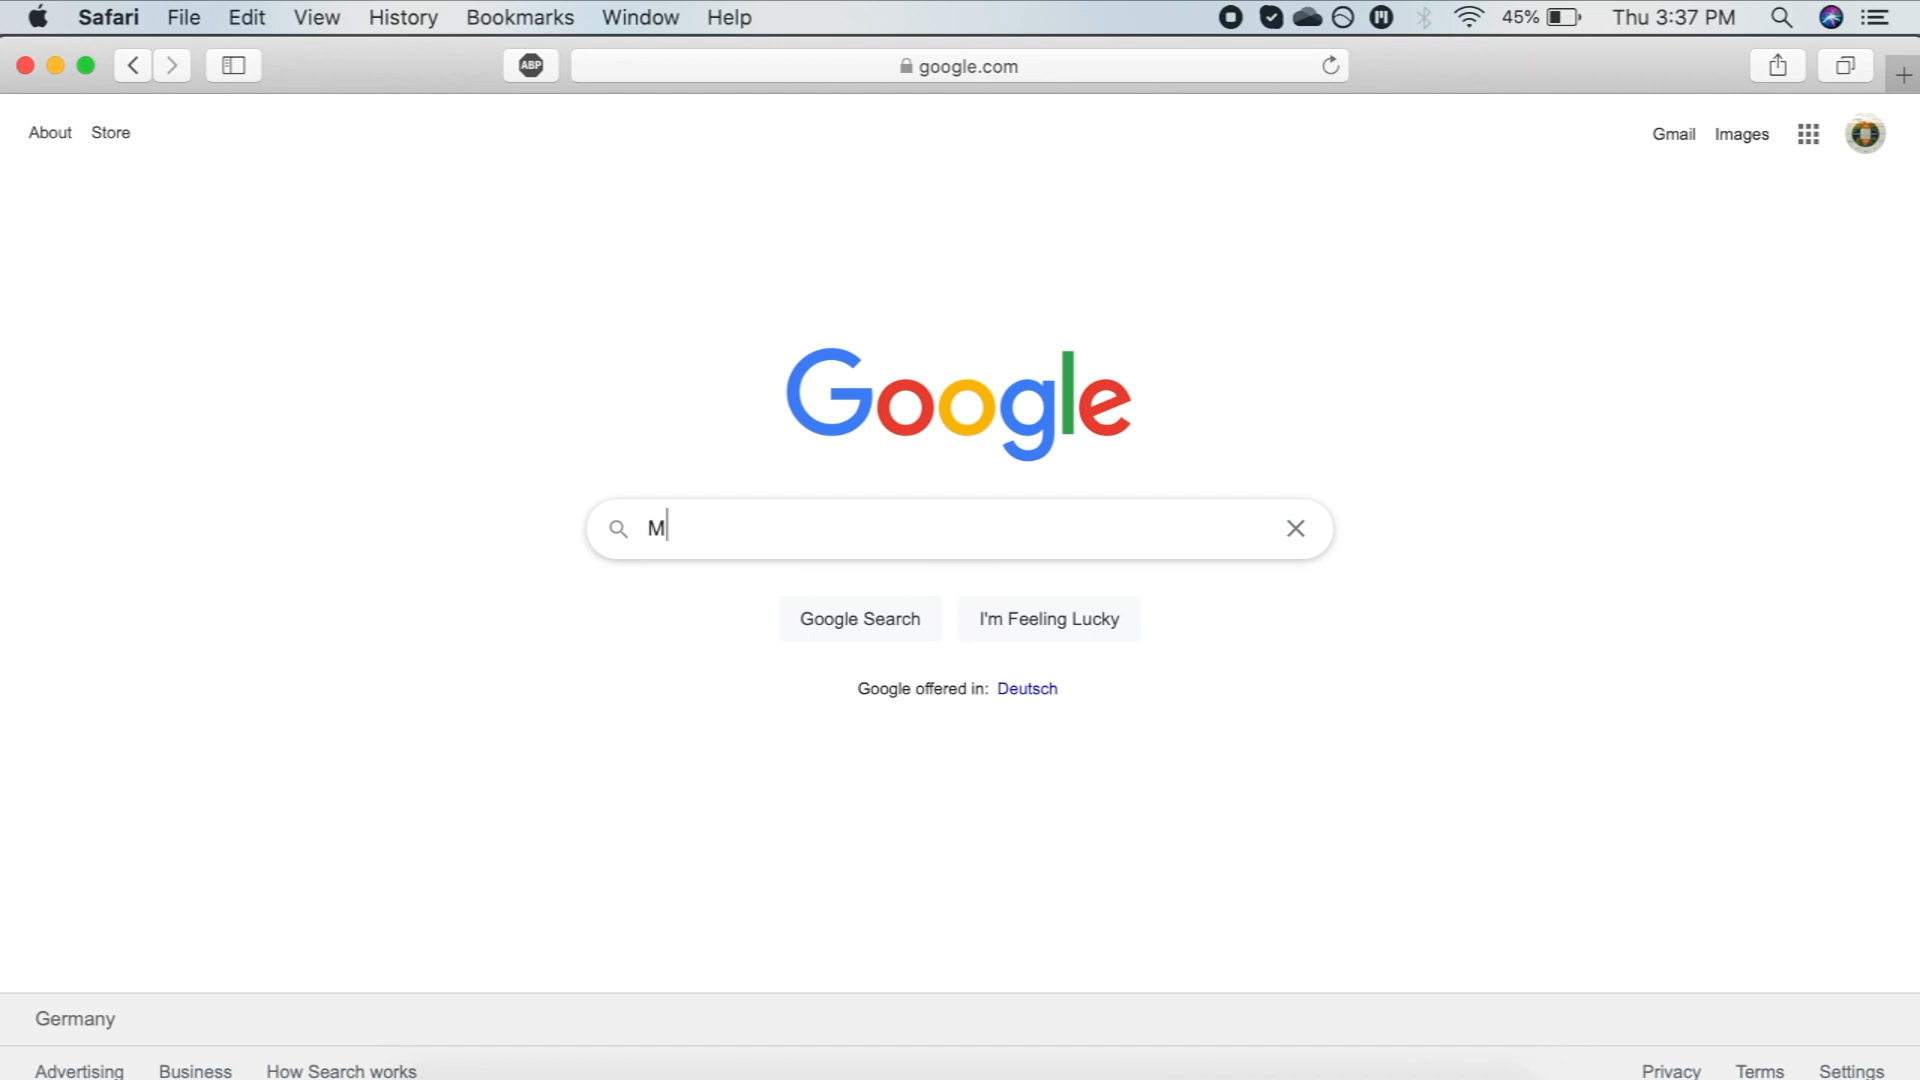 Safari File Edit View History Bookmarks Window Help 45% Thu 3:37 PM
ABP google.com
About Store Gmail Images
Google
M
Google Search I'm Feeling Lucky
Google offered in: Deutsch
Germany
Advertising Business How Search works Privacy Terms Settings